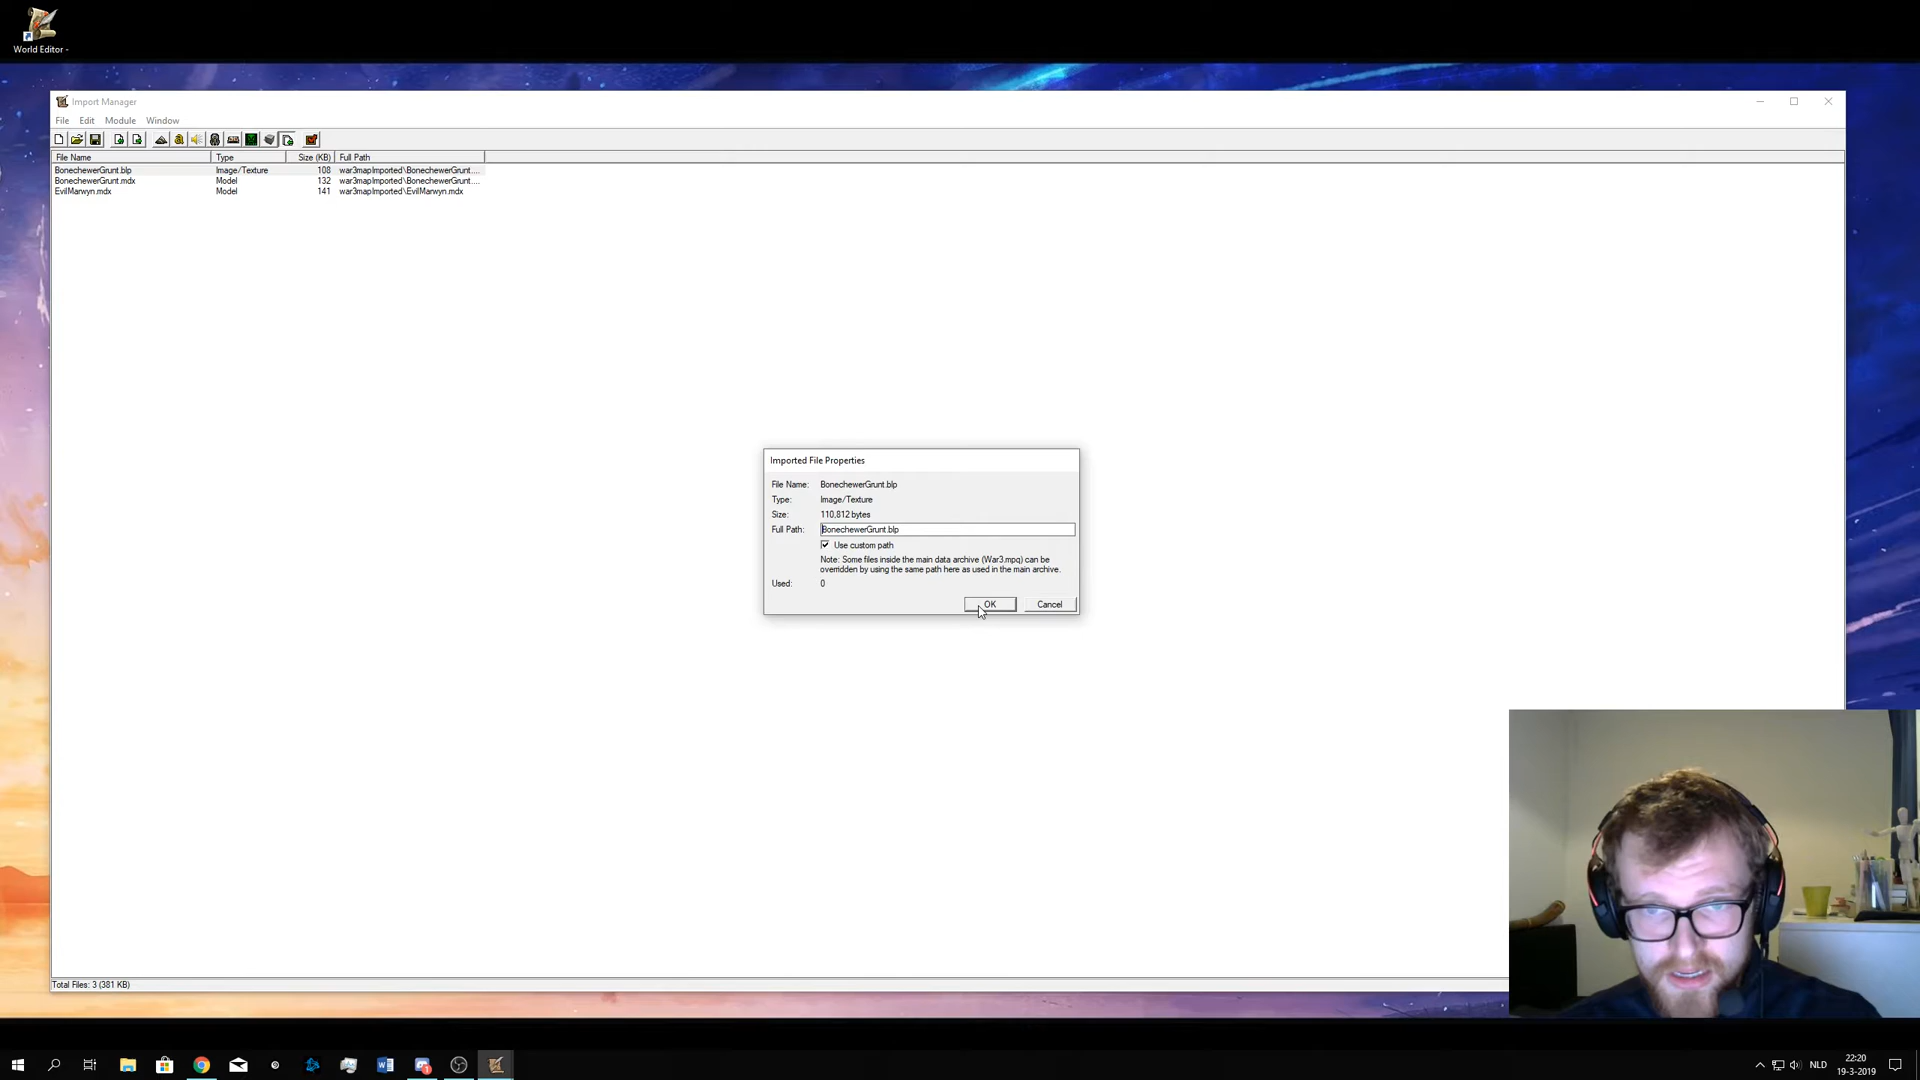 World Editor -
Import Manager
File Edit Module Window
File Name Type Size (KB) Full Path
BonechewerGrunt.blp Image/Texture 108 war3mapImported\BonechewerGrunt....
BonechewerGrunt.mdx Model 132 war3mapImported\BonechewerGrunt....
EvilMarwyn.mdx Model 141 war3mapImported\EvilMarwyn.mdx
Imported File Properties
File Name: BonechewerGrunt.blp
Type: Image/Texture
Size: 110,812 bytes
Full Path: BonechewerGrunt.blp
Use custom path
Note: Some files inside the main data archive (War3.mpq) can be
overridden by using the same path here as used in the main archive.
Used: 0
OK Cancel
Total Files: 3 (381 KB)
NLD
22:20
19-3-2019